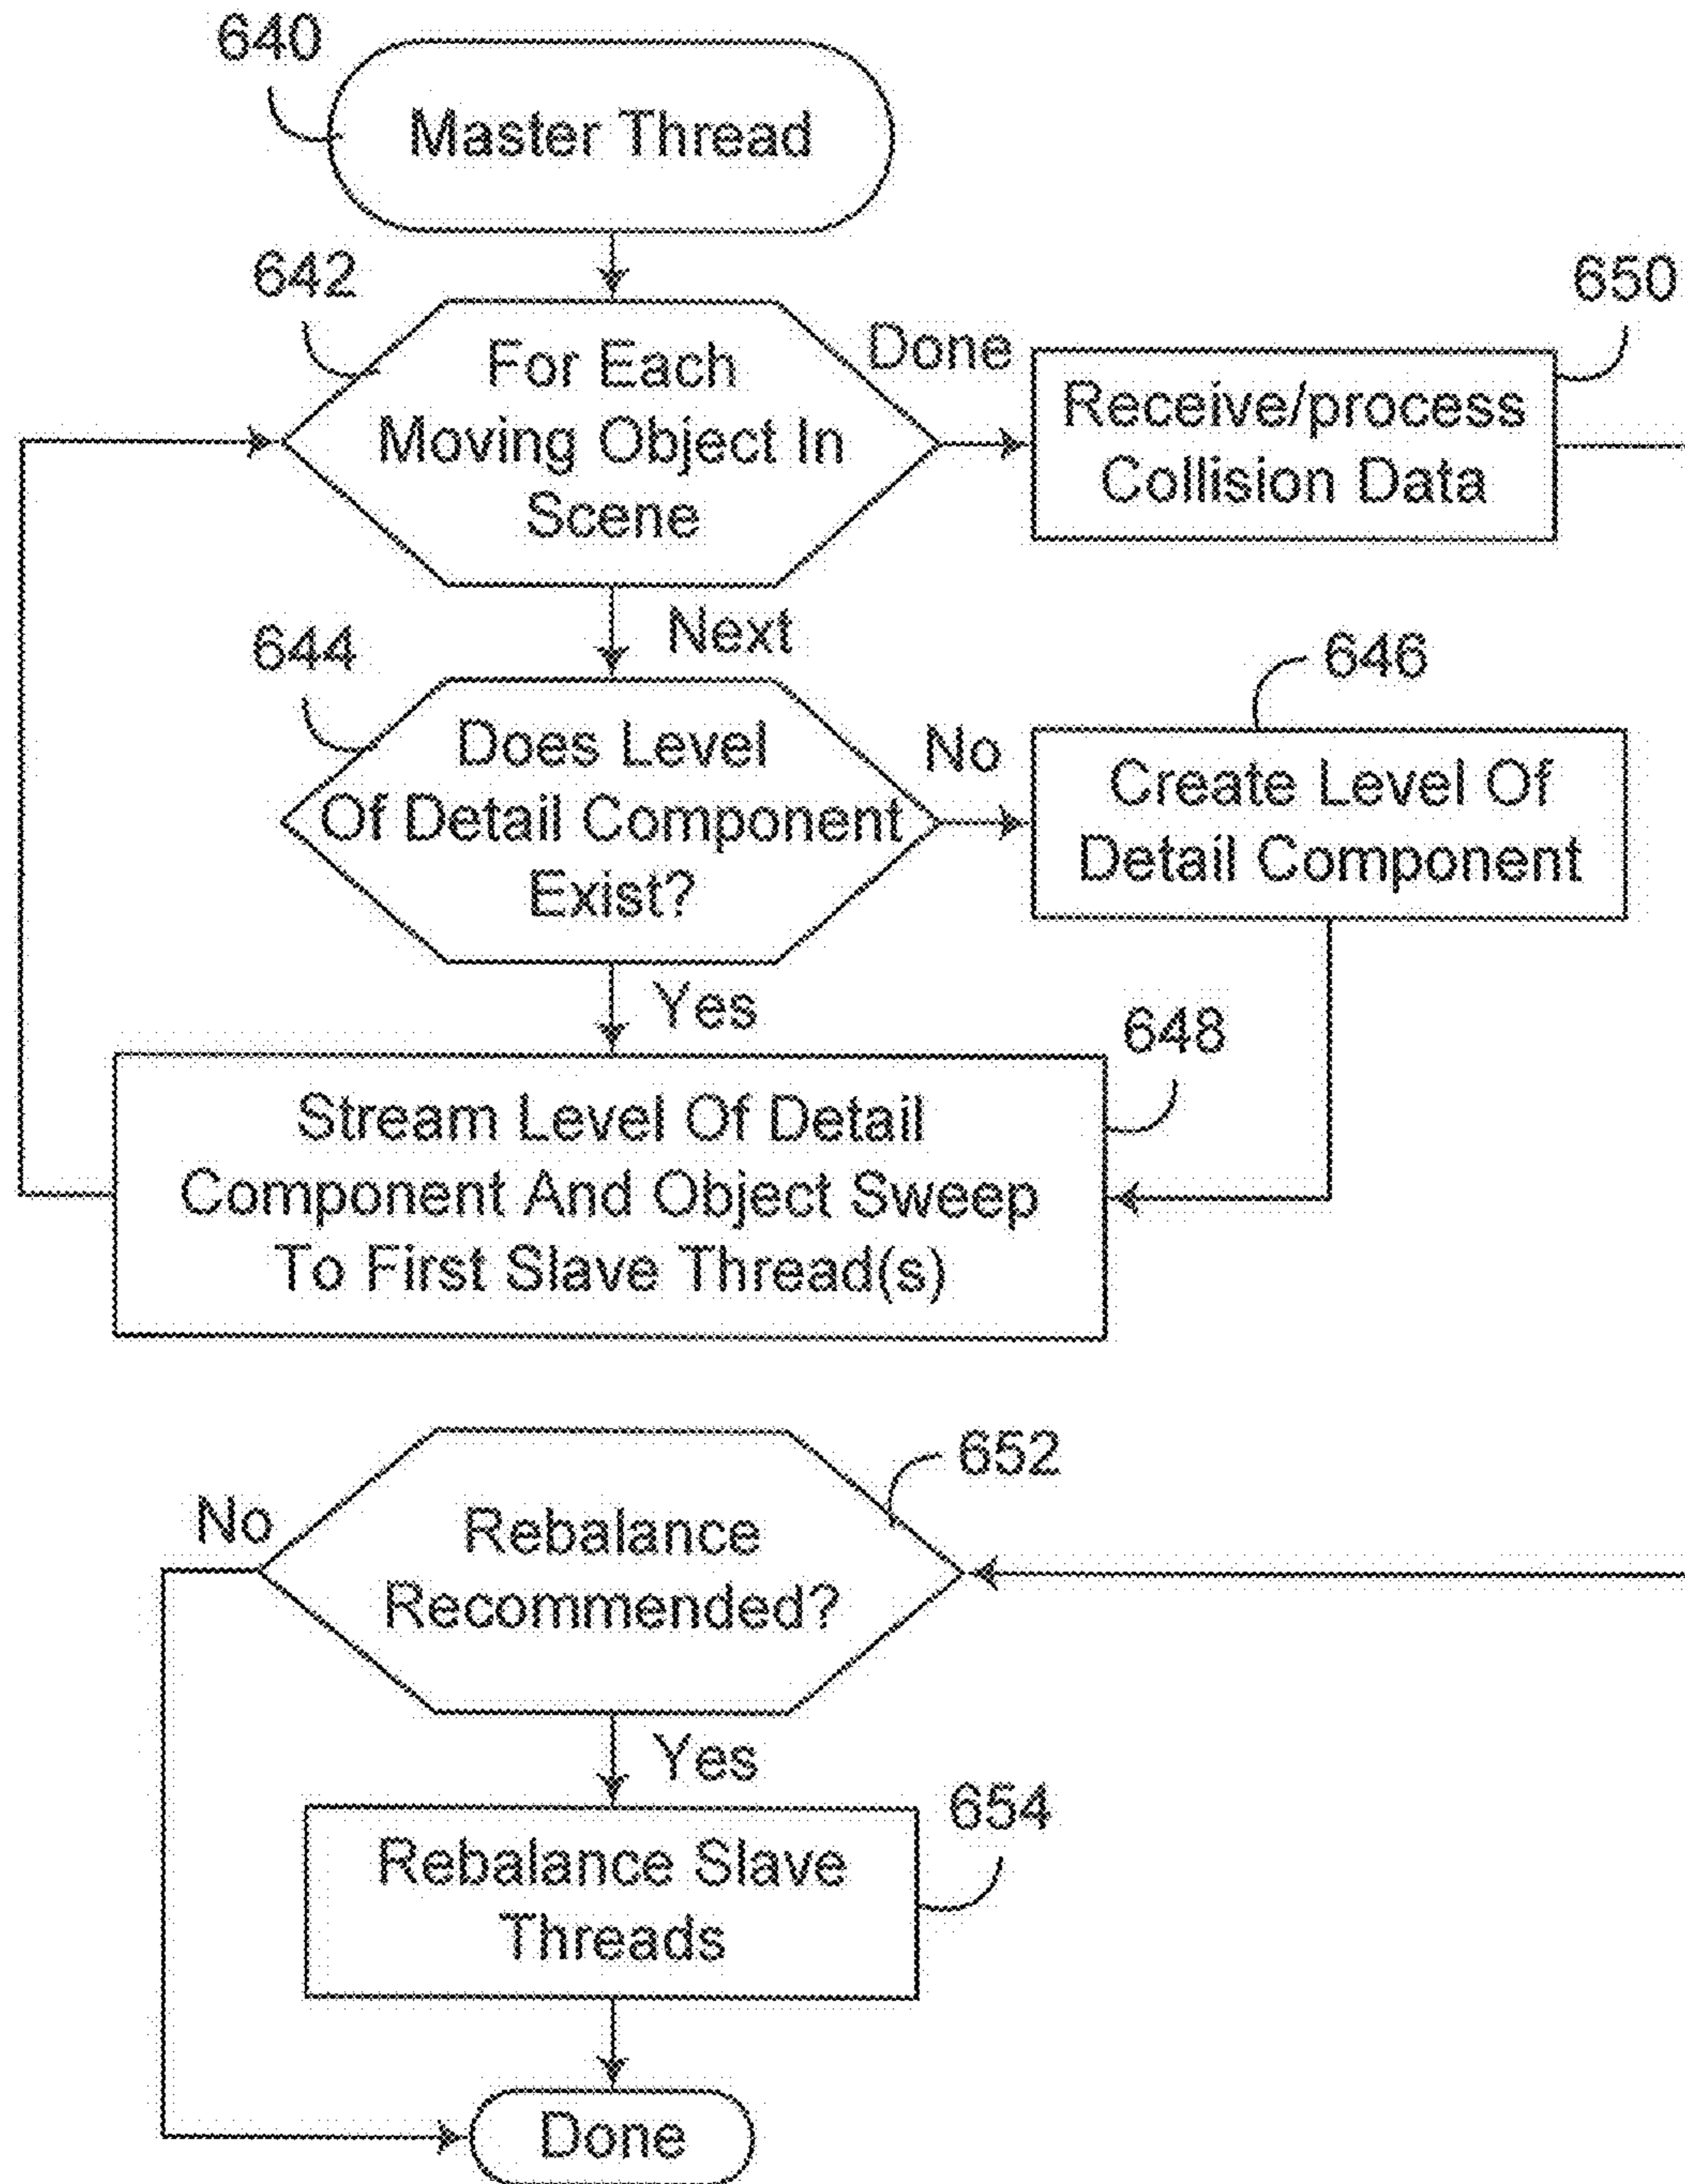 640
Master Thread
642
For Each
Moving Object In
Scene
Done
650
Receive/process
Collision Data
Next
644
Does Level
Of Detail Component
Exist?
No
646
Create Level Of
Detail Component
Yes
648
Stream Level Of Detail
Component And Object Sweep
To First Slave Thread(s)
652
No
Rebalance
Recommended?
Yes
654
Rebalance Slave
Threads
Done